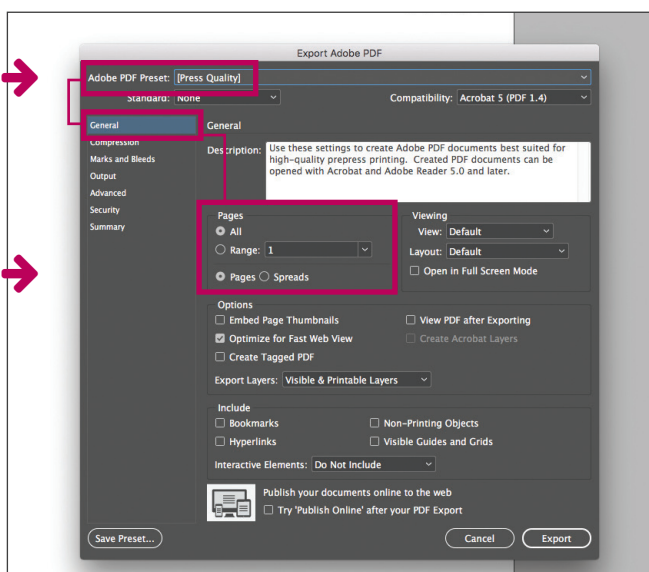 Export Adobe PDF
Adobe PDF Preset: [Press Quality]
Standard: None
Compatibility: Acrobat 5 (PDF 1.4)
General
Compression
Marks and Bleeds
Output
Advanced
Security
Summary
General
Description: Use these settings to create Adobe PDF documents best suited for
high-quality prepress printing. Created PDF documents can be
opened with Acrobat and Adobe Reader 5.0 and later.
Pages
All
Range: 1
Pages Spreads
Viewing
View: Default
Layout: Default
Open in Full Screen Mode
Options
Embed Page Thumbnails
View PDF after Exporting
Optimize for Fast Web View
Create Acrobat Layers
Create Tagged PDF
Export Layers: Visible & Printable Layers
Include
Bookmarks
Non-Printing Objects
Hyperlinks
Visible Guides and Grids
Interactive Elements: Do Not Include
Publish your documents online to the web
Try 'Publish Online' after your PDF Export
Save Preset...
Cancel
Export